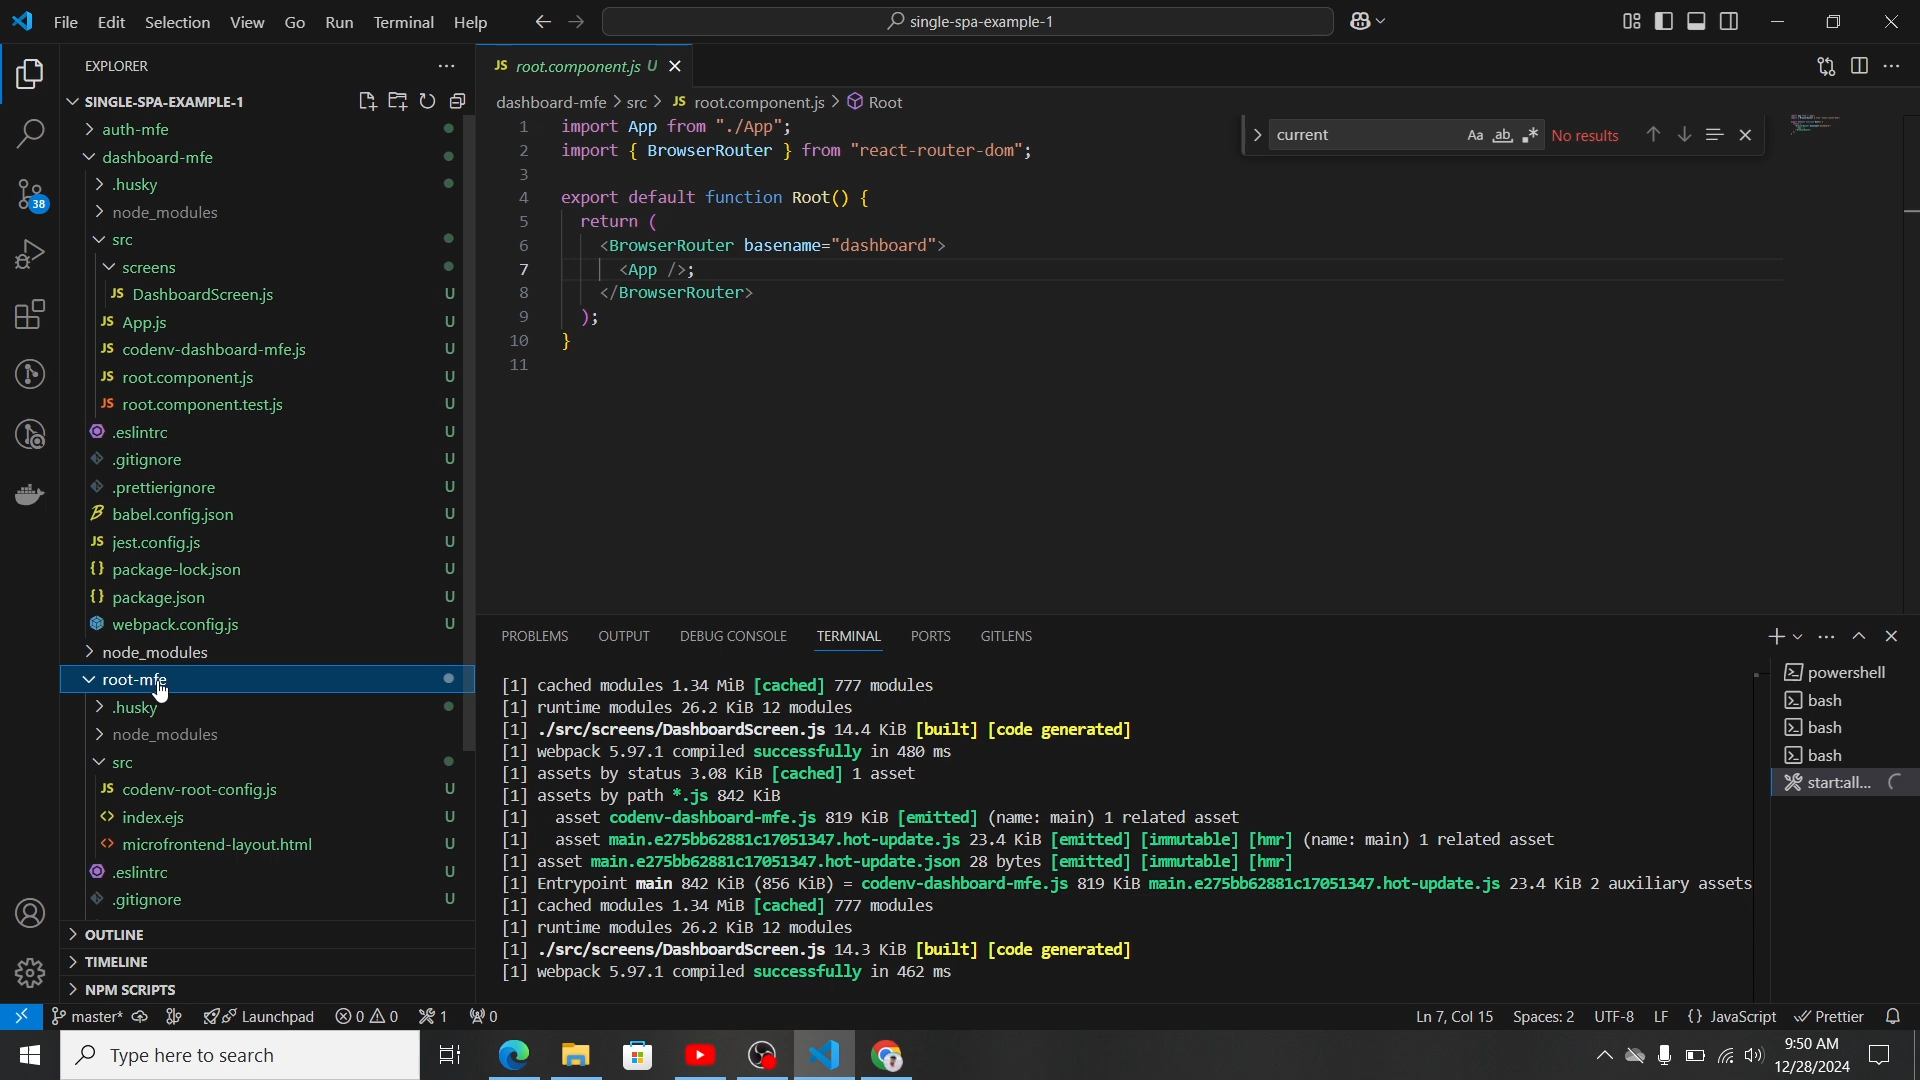 File Edit Selection View Go Run Terminal Help
single-spa-example-1
EXPLORER
SINGLE-SPA-EXAMPLE-1
auth-mfe
dashboard-mfe
.husky
node_modules
src
screens
JS DashboardScreen.js U
JS App.js U
JS codenv-dashboard-mfe.js U
JS root.component.js U
JS root.component.test.js U
.eslintrc U
.gitignore U
.prettierignore U
babel.config.json U
JS jest.config.js U
{} package-lock.json U
{} package.json U
webpack.config.js U
node_modules
root-mfe
.husky
node_modules
src
JS codenv-root-config.js U
<> index.ejs U
<> microfrontend-layout.html U
.eslintrc U
.gitignore U
OUTLINE
TIMELINE
NPM SCRIPTS
38
JS root.component.js U
dashboard-mfe > src > JS root.component.js > Root
current Aa ab .* No results
1 import App from "./App";
2 import { BrowserRouter } from "react-router-dom";
3
4 export default function Root() {
5 return (
6 <BrowserRouter basename="dashboard">
7 <App />;
8 </BrowserRouter>
9 );
10 }
11
PROBLEMS OUTPUT DEBUG CONSOLE TERMINAL PORTS GITLENS
[1] cached modules 1.34 MiB [cached] 777 modules
[1] runtime modules 26.2 KiB 12 modules
[1] ./src/screens/DashboardScreen.js 14.4 KiB [built] [code generated]
[1] webpack 5.97.1 compiled successfully in 480 ms
[1] assets by status 3.08 KiB [cached] 1 asset
[1] assets by path *.js 842 KiB
[1] asset codenv-dashboard-mfe.js 819 KiB [emitted] (name: main) 1 related asset
[1] asset main.e275bb62881c17051347.hot-update.js 23.4 KiB [emitted] [immutable] [hmr] (name: main) 1 related asset
[1] asset main.e275bb62881c17051347.hot-update.json 28 bytes [emitted] [immutable] [hmr]
[1] Entrypoint main 842 KiB (856 KiB) = codenv-dashboard-mfe.js 819 KiB main.e275bb62881c17051347.hot-update.js 23.4 KiB 2 auxiliary assets
[1] cached modules 1.34 MiB [cached] 777 modules
[1] runtime modules 26.2 KiB 12 modules
[1] ./src/screens/DashboardScreen.js 14.3 KiB [built] [code generated]
[1] webpack 5.97.1 compiled successfully in 462 ms
powershell
bash
bash
bash
start:all...
master* Launchpad 0 0 1 0
Ln 7, Col 15 Spaces: 2 UTF-8 LF {} JavaScript Prettier
Type here to search
9:50 AM
12/28/2024